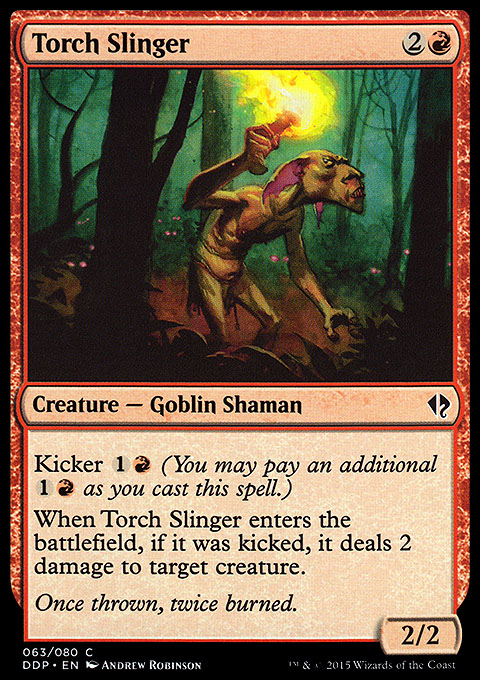 Torch Slinger 2
Creature — Goblin Shaman
Kicker 1 (You may pay an additional
1 as you cast this spell.)
When Torch Slinger enters the
battlefield, if it was kicked, it deals 2
damage to target creature.
Once thrown, twice burned.
2/2
063/080 C
DDP • EN Andrew Robinson
™ & © 2015 Wizards of the Coast